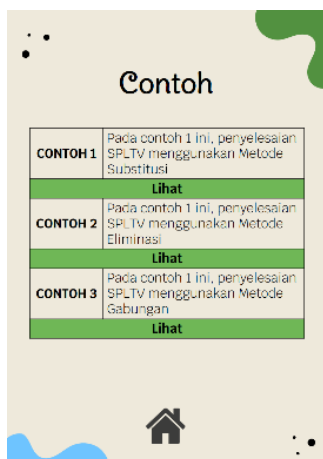 Contoh
CONTOH 1
Pada contoh 1 ini, penyelesaian
SPLTV menggunakan Metode
Substitusi
Lihat
CONTOH 2
Pada contoh 1 ini, penyelesaian
SPLTV menggunakan Metode
Eliminasi
Lihat
CONTOH 3
Pada contoh 1 ini, penyelesaian
SPLTV menggunakan Metode
Gabungan
Lihat